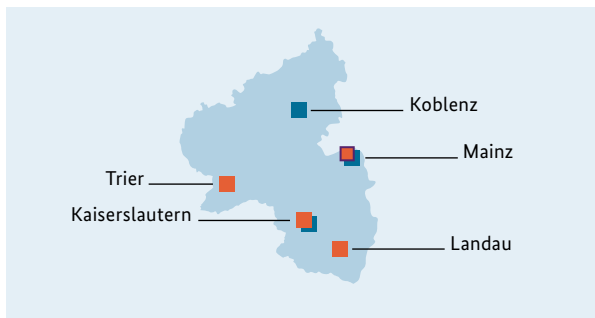 Koblenz
Mainz
Trier
Kaiserslautern
Landau